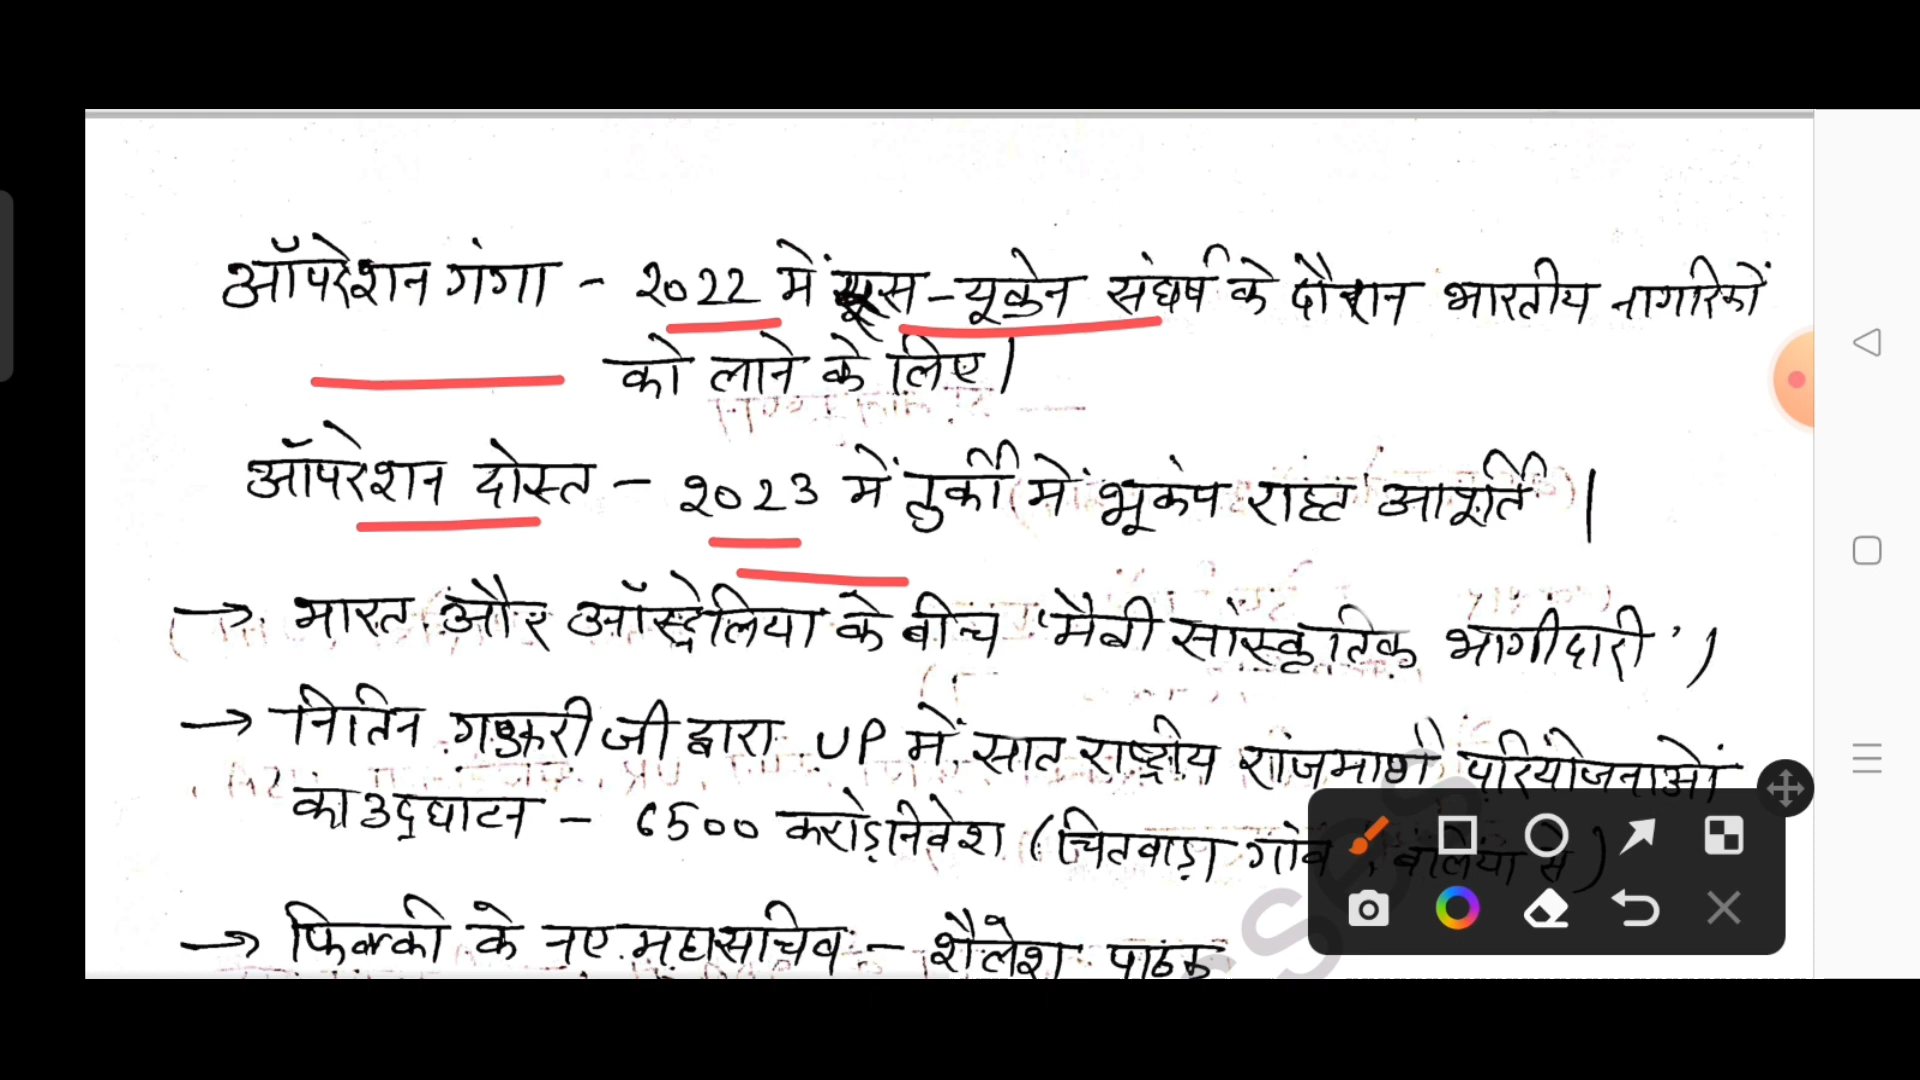 ऑपरेशन गंगा - 2022 में रूस - यूक्रेन संघर्ष के दौरान भारतीय नागरिकों
को लाने के लिए।
ऑपरेशन दोस्त - 2023 में तुर्की में भूकंप राहत आपूर्ति।
→ भारत और ऑस्ट्रेलिया के बीच 'मैत्री सांस्कृतिक भागीदारी'।
→ नितिन गडकरी जी द्वारा UP में सात राष्ट्रीय राजमार्ग परियोजनाओं
का उद्घाटन - 6500 करोड़ निवेश (चितबाड़ा गांव, बलिया से)
→ फिक्की के नए महासचिव - शैलेश पाठक